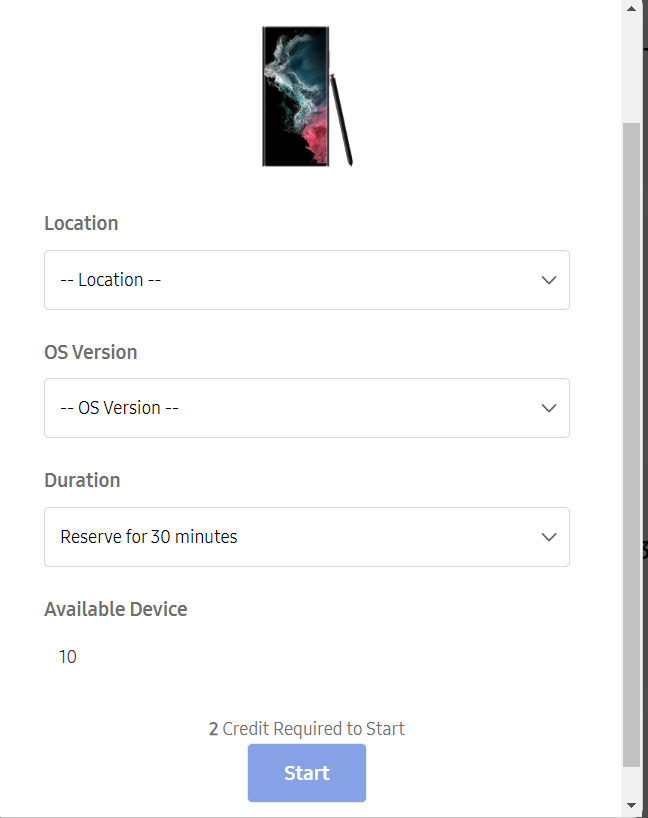 Location
-- Location --
OS Version
-- OS Version --
Duration
Reserve for 30 minutes
Available Device
10
2 Credit Required to Start
Start